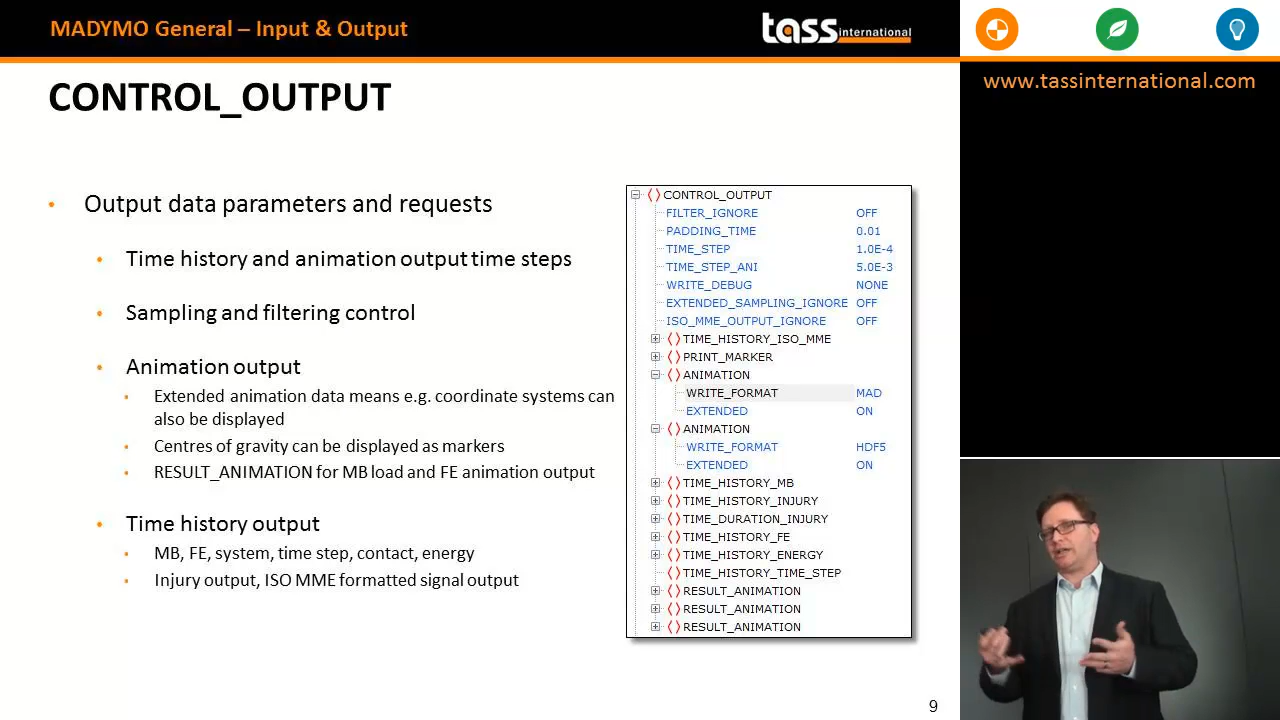 MADYMO General – Input & Output
tass international
www.tassinternational.com
CONTROL_OUTPUT
• Output data parameters and requests
• Time history and animation output time steps
• Sampling and filtering control
• Animation output
• Extended animation data means e.g. coordinate systems can
also be displayed
• Centres of gravity can be displayed as markers
• RESULT_ANIMATION for MB load and FE animation output
• Time history output
• MB, FE, system, time step, contact, energy
• Injury output, ISO MME formatted signal output
CONTROL_OUTPUT
FILTER_IGNORE OFF
PADDING_TIME 0.01
TIME_STEP 1.0E-4
TIME_STEP_ANI 5.0E-3
WRITE_DEBUG NONE
EXTENDED_SAMPLING_IGNORE OFF
ISO_MME_OUTPUT_IGNORE OFF
TIME_HISTORY_ISO_MME
PRINT_MARKER
ANIMATION
WRITE_FORMAT MAD
EXTENDED ON
ANIMATION
WRITE_FORMAT HDF5
EXTENDED ON
TIME_HISTORY_MB
TIME_HISTORY_INJURY
TIME_DURATION_INJURY
TIME_HISTORY_FE
TIME_HISTORY_ENERGY
TIME_HISTORY_TIME_STEP
RESULT_ANIMATION
RESULT_ANIMATION
RESULT_ANIMATION
9